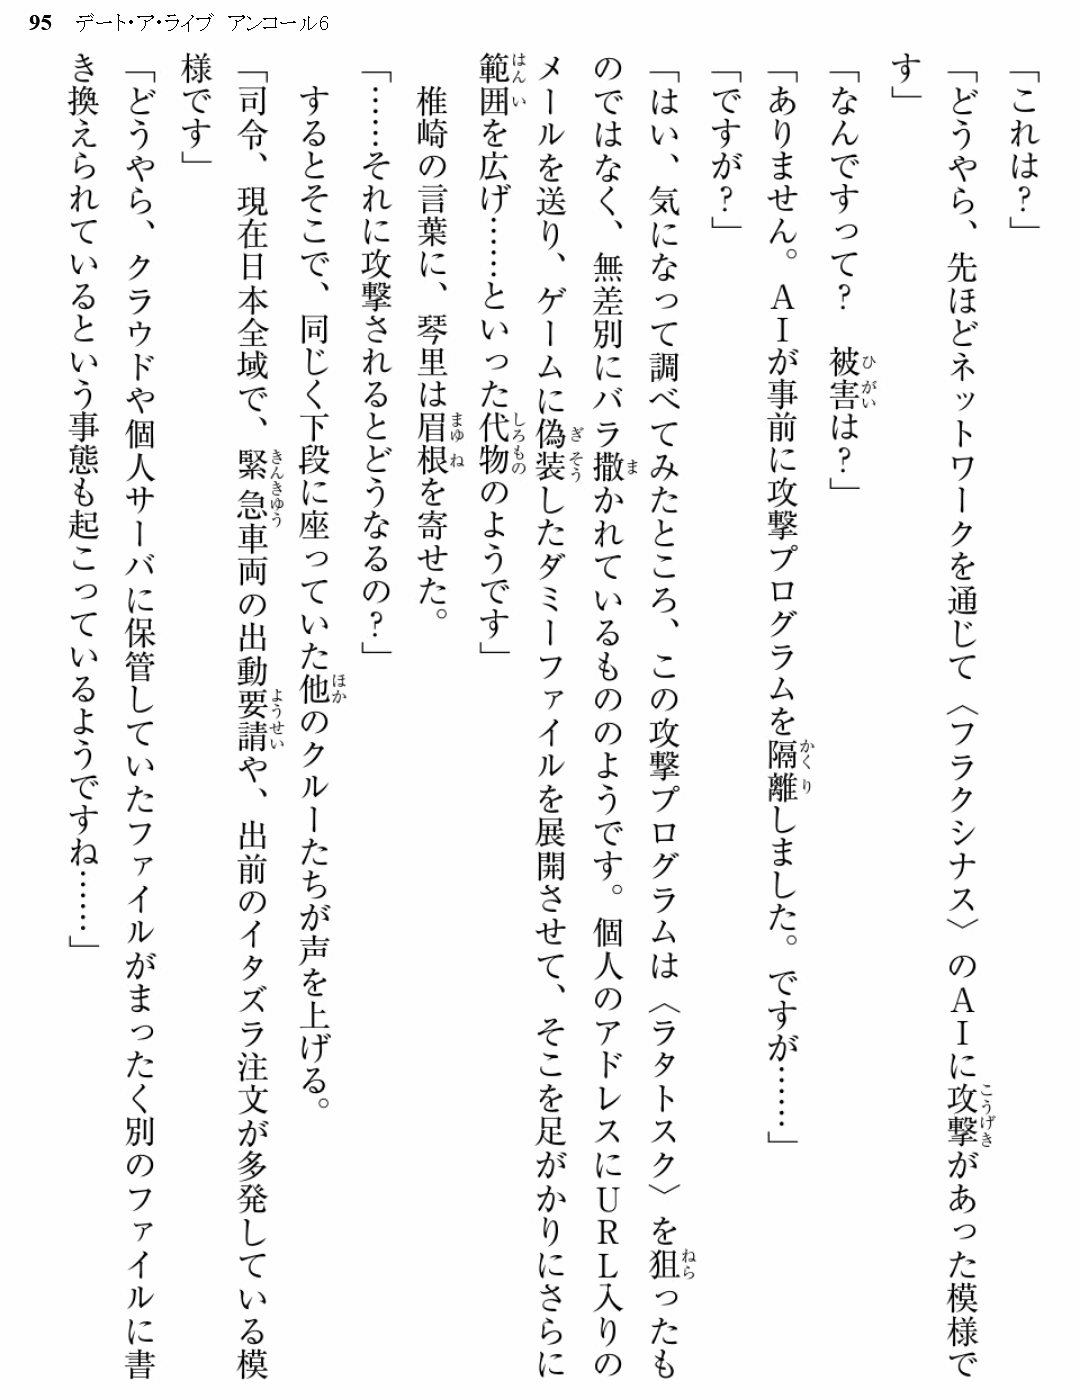 95 デート・ア・ライブ アンコール6
「これは？」
「どうやら、先ほどネットワークを通じて〈フラクシナス〉のＡＩに攻撃があった模様で
す」
「なんですって？　被害は？」
「ありません。ＡＩが事前に攻撃プログラムを隔離しました。ですが……」
「ですが？」
「はい、気になって調べてみたところ、この攻撃プログラムは〈ラタトスク〉を狙ったも
のではなく、無差別にバラ撒かれているもののようです。個人のアドレスにＵＲＬ入りの
メールを送り、ゲームに偽装したダミーファイルを展開させて、そこを足がかりにさらに
範囲を広げ……といった代物のようです」
　椎崎の言葉に、琴里は眉根を寄せた。
「……それに攻撃されるとどうなるの？」
　するとそこで、同じく下段に座っていた他のクルーたちが声を上げる。
「司令、現在日本全域で、緊急車両の出動要請や、出前のイタズラ注文が多発している模
様です」
「どうやら、クラウドや個人サーバに保管していたファイルがまったく別のファイルに書
き換えられているという事態も起こっているようですね……」